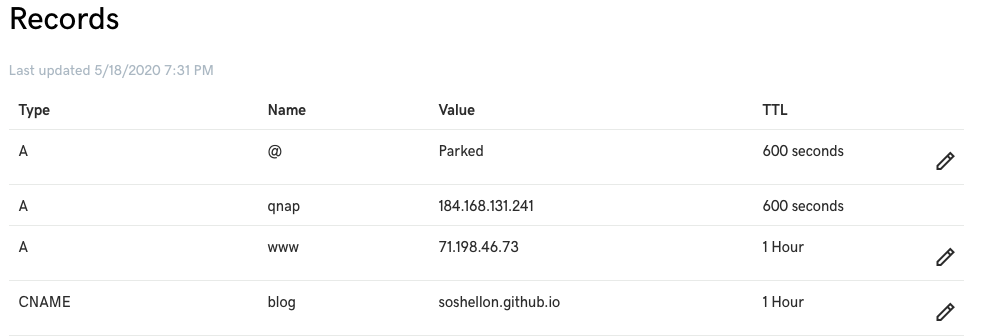 Records
Last updated 5/18/2020 7:31 PM
Type Name Value TTL
A @ Parked 600 seconds
A qnap 184.168.131.241 600 seconds
A www 71.198.46.73 1 Hour
CNAME blog soshellon.github.io 1 Hour